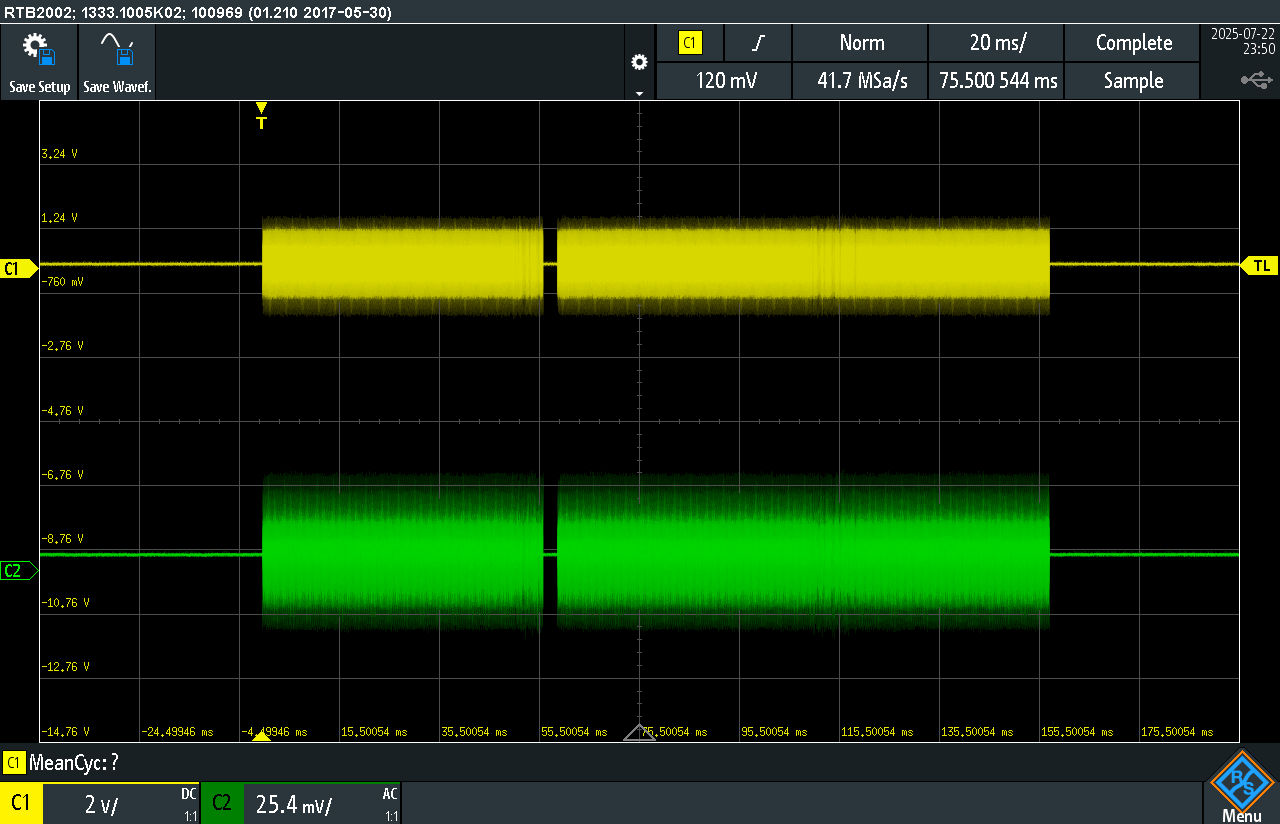 RTB2002; 1333.1005K02; 100969 (01.210 2017-05-30)
Save Setup
Save Wavef.
C1
Norm
20 ms/
Complete
120 mV
41.7 MSa/s
75.500 544 ms
Sample
2025-07-22
23:50
T
3.24 V
1.24 V
C1
TL
-760 mV
-2.76 V
-4.76 V
-6.76 V
-8.76 V
C2
-10.76 V
-12.76 V
-14.76 V
-24.49946 ms
-4.49946 ms
15.50054 ms
35.50054 ms
55.50054 ms
75.50054 ms
95.50054 ms
115.50054 ms
135.50054 ms
155.50054 ms
175.50054 ms
C1 MeanCyc: ?
C1
2 V/
DC
1:1
C2
25.4 mV/
AC
1:1
R S
Menu